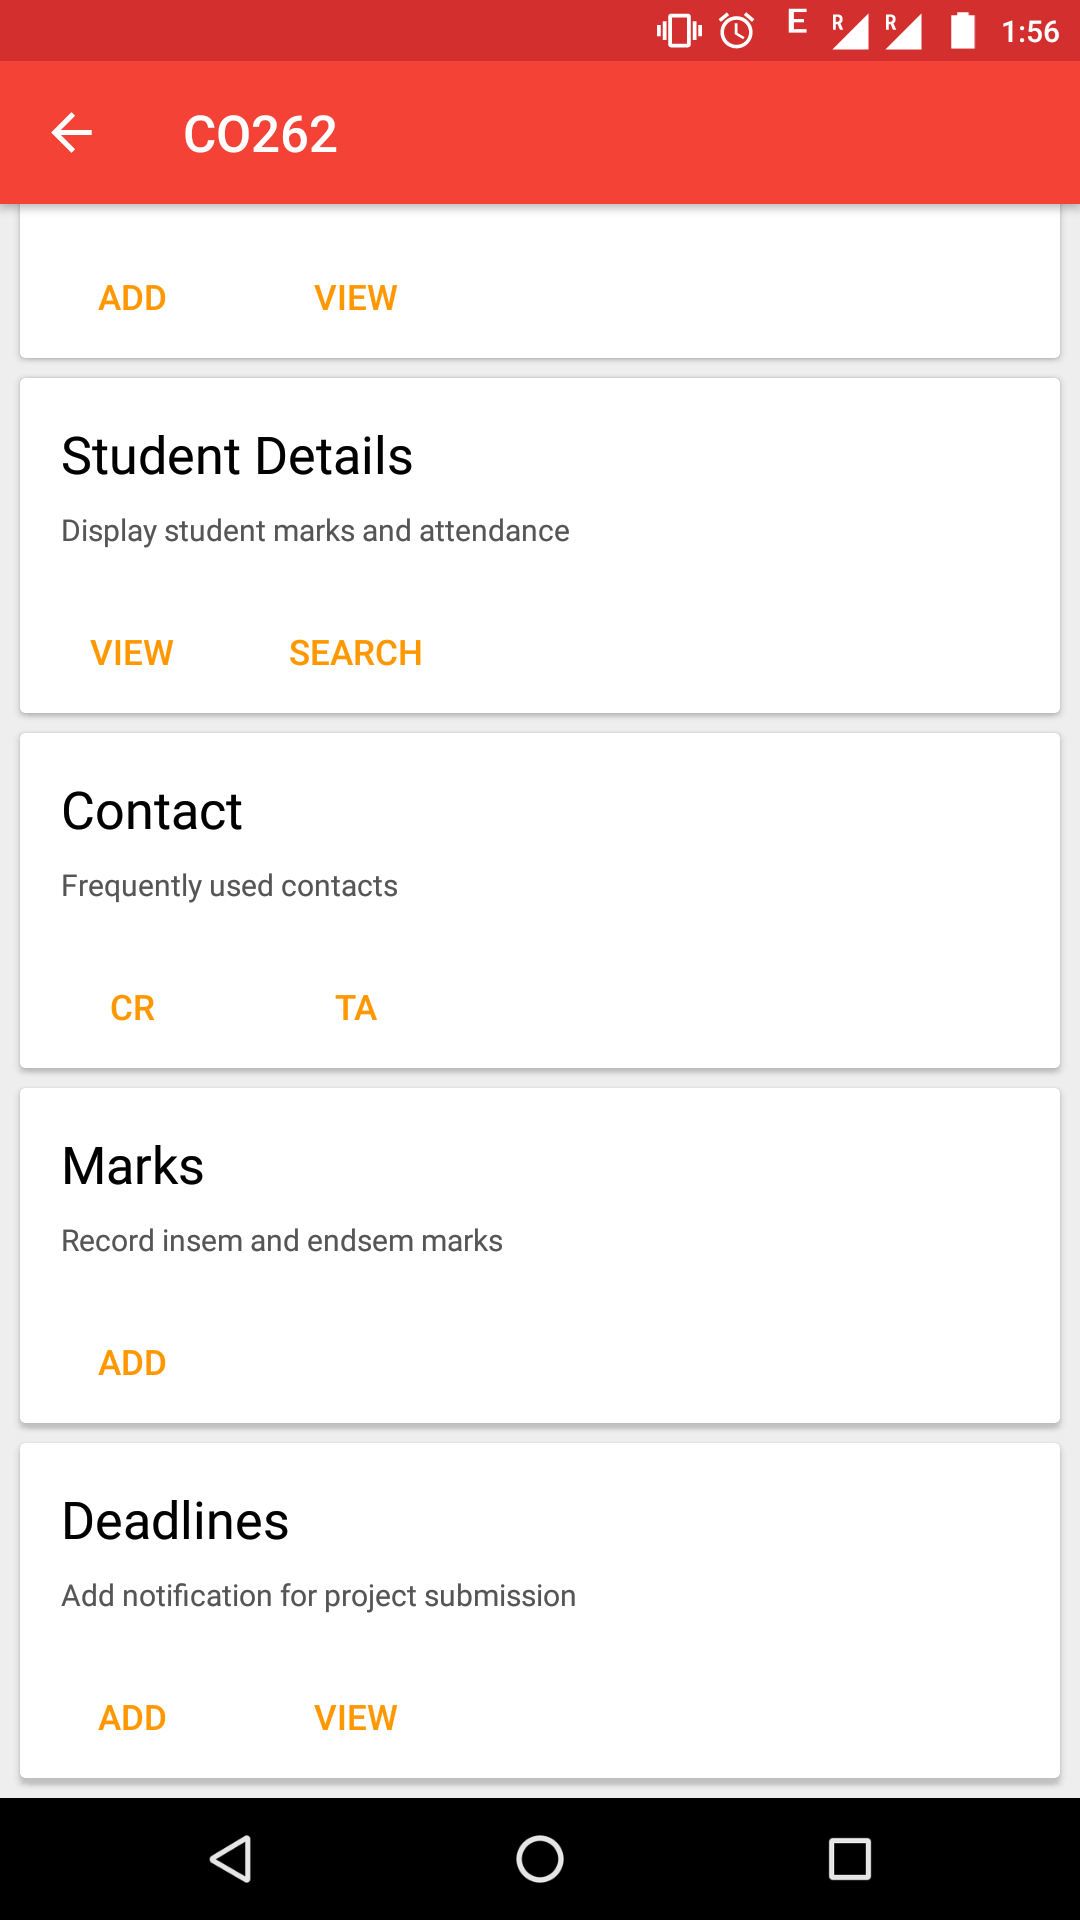 E R R 1:56
CO262
ADD VIEW
Student Details
Display student marks and attendance
VIEW SEARCH
Contact
Frequently used contacts
CR TA
Marks
Record insem and endsem marks
ADD
Deadlines
Add notification for project submission
ADD VIEW